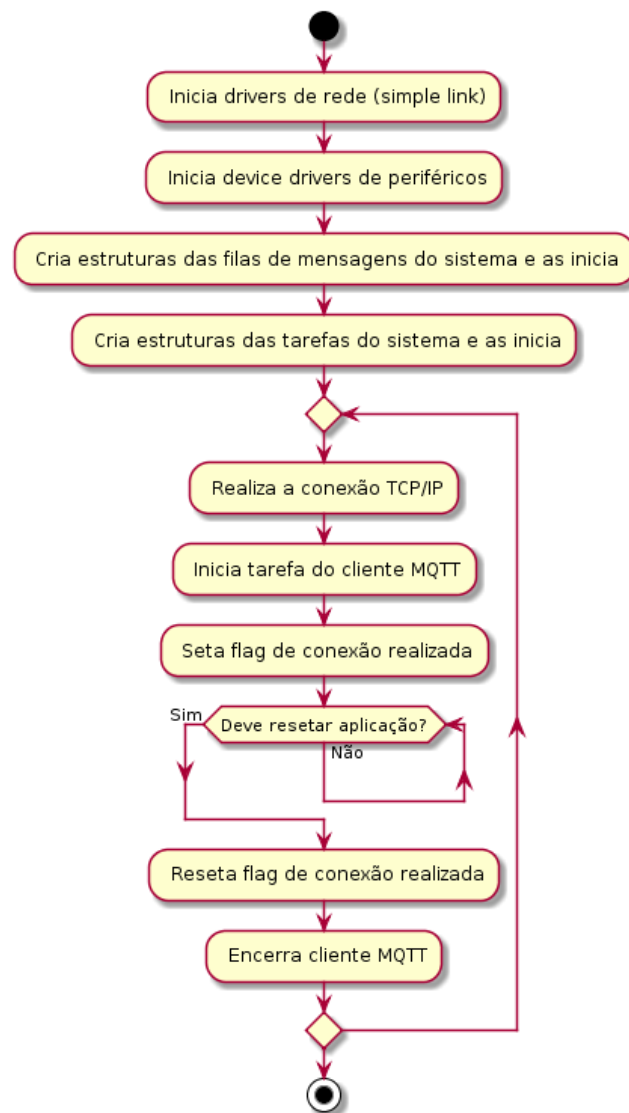 Inicia drivers de rede (simple link)
Inicia device drivers de periféricos
Cria estruturas das filas de mensagens do sistema e as inicia
Cria estruturas das tarefas do sistema e as inicia
Realiza a conexão TCP/IP
Inicia tarefa do cliente MQTT
Seta flag de conexão realizada
Sim
Deve resetar aplicação?
Não
Reseta flag de conexão realizada
Encerra cliente MQTT